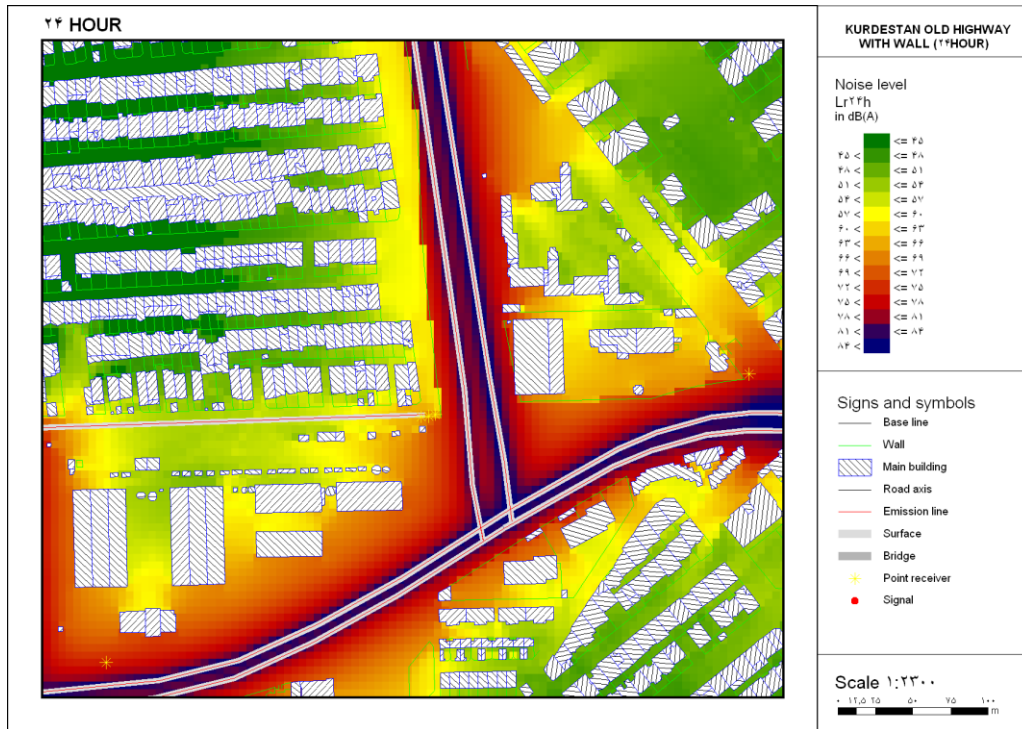 ۲۴ HOUR
KURDESTAN OLD HIGHWAY
WITH WALL (۲۴HOUR)
Noise level
Lr۲۴h
in dB(A)
<= ۴۵
۴۵ < <= ۴۸
۴۸ < <= ۵۱
۵۱ < <= ۵۴
۵۴ < <= ۵۷
۵۷ < <= ۶۰
۶۰ < <= ۶۳
۶۳ < <= ۶۶
۶۶ < <= ۶۹
۶۹ < <= ۷۲
۷۲ < <= ۷۵
۷۵ < <= ۷۸
۷۸ < <= ۸۱
۸۱ < <= ۸۴
۸۴ <
Signs and symbols
Base line
Wall
Main building
Road axis
Emission line
Surface
Bridge
Point receiver
Signal
Scale ۱:۲۳۰۰
۰ ۱۲,۵ ۲۵ ۵۰ ۷۵ ۱۰۰
m